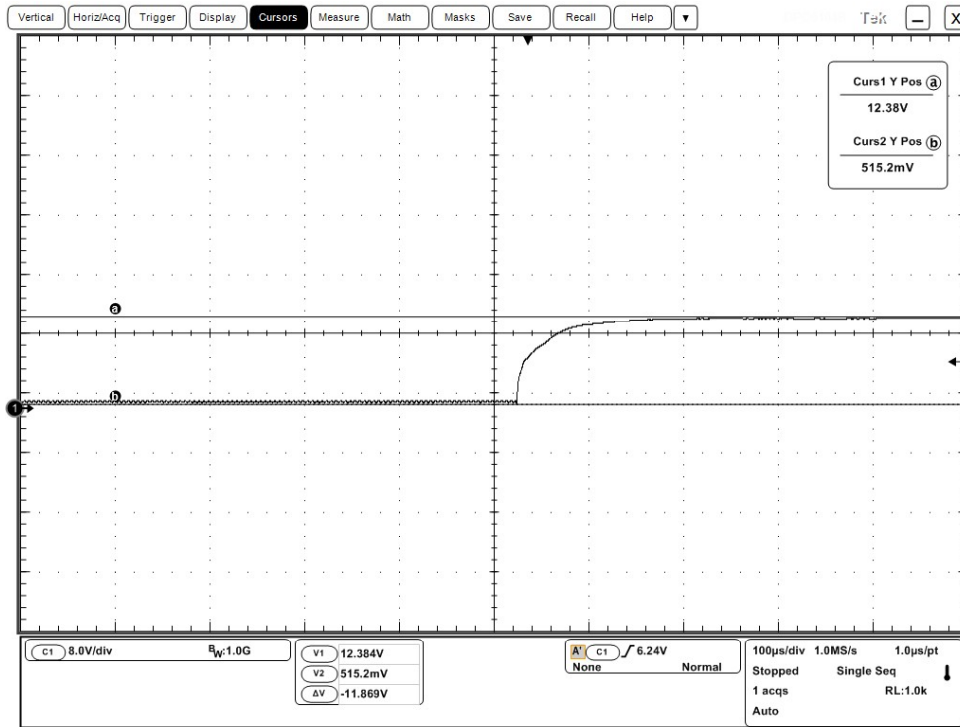 Vertical Horiz/Acq Trigger Display Cursors Measure Math Masks Save Recall Help ▼ Tek X
Curs1 Y Pos a
12.38V
Curs2 Y Pos b
515.2mV
a
b
1
C1 8.0V/div BW:1.0G
V1 12.384V
V2 515.2mV
ΔV -11.869V
A' C1 6.24V
None Normal
100µs/div 1.0MS/s 1.0µs/pt
Stopped Single Seq
1 acqs RL:1.0k
Auto